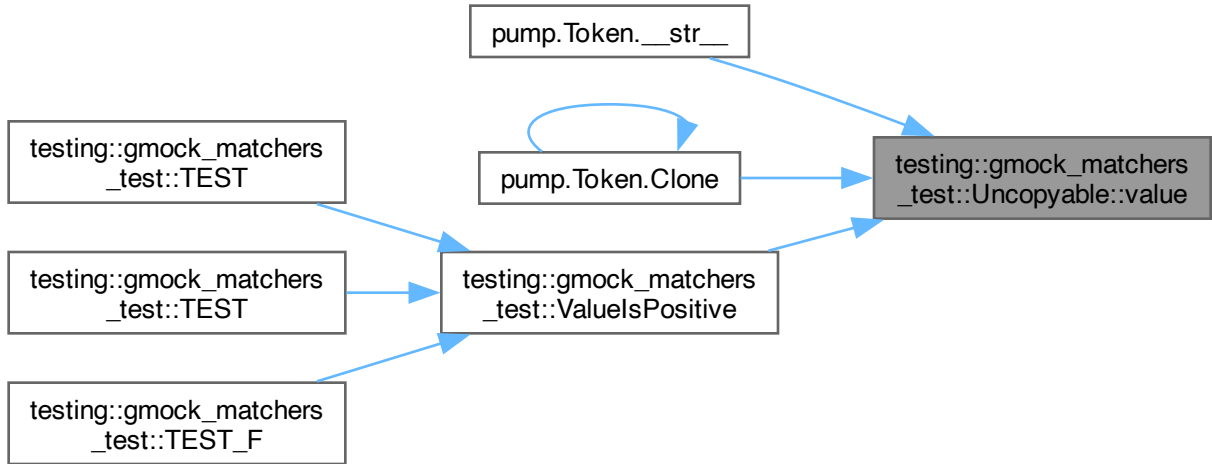 pump.Token.__str__
testing::gmock_matchers
_test::TEST
pump.Token.Clone
testing::gmock_matchers
_test::Uncopyable::value
testing::gmock_matchers
_test::TEST
testing::gmock_matchers
_test::ValueIsPositive
testing::gmock_matchers
_test::TEST_F